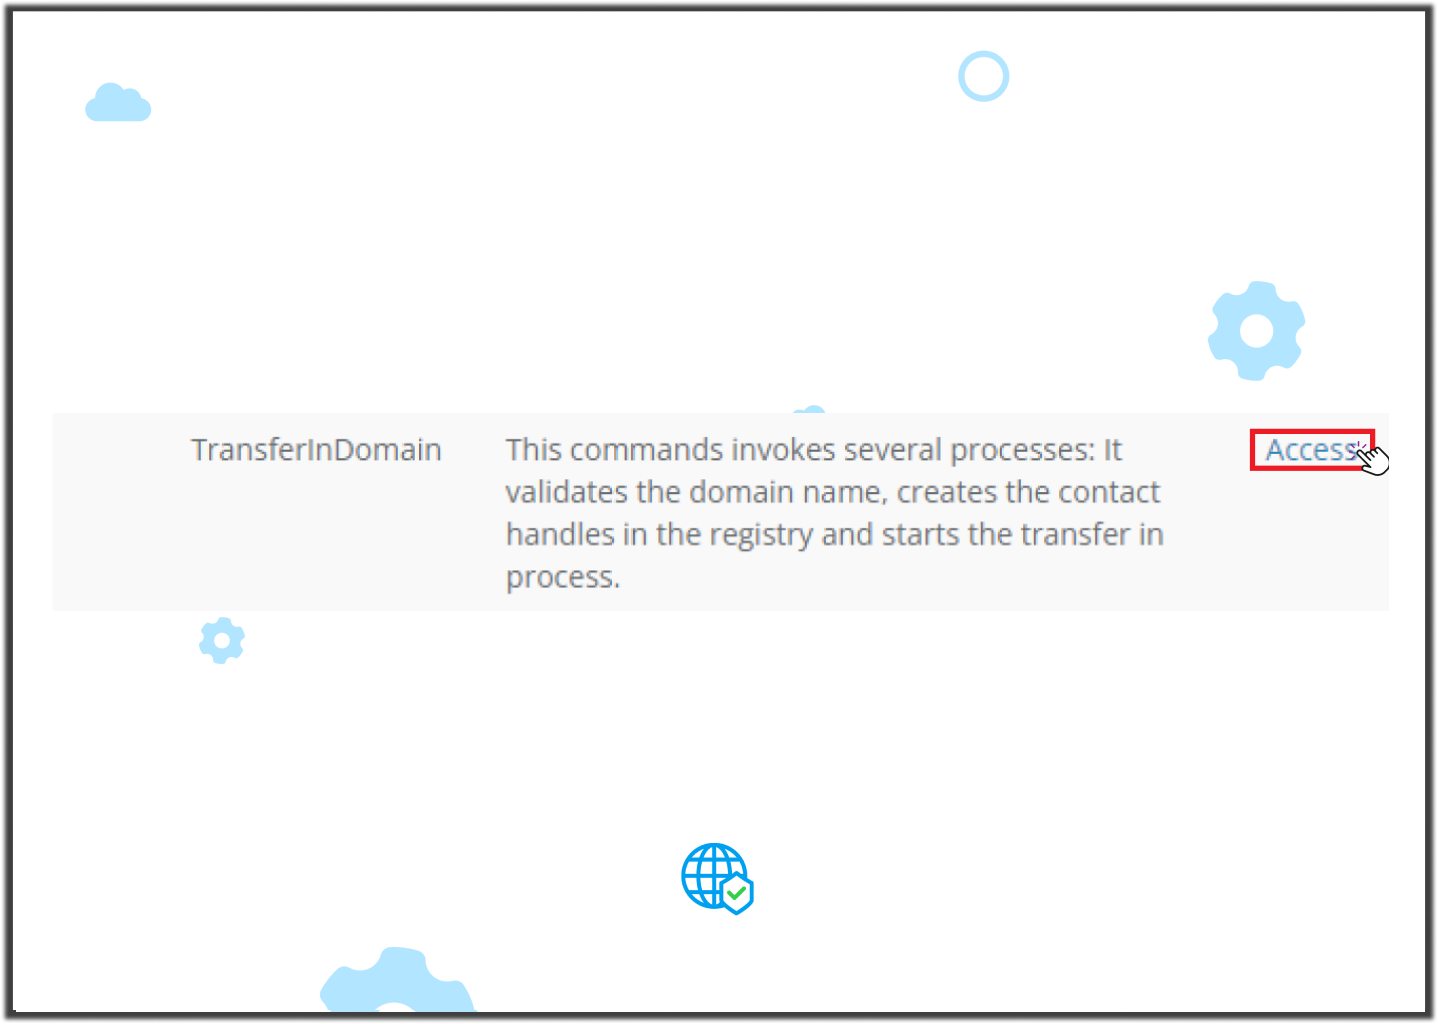 TransferInDomain
This commands invokes several processes: It
validates the domain name, creates the contact
handles in the registry and starts the transfer in
process.
Access